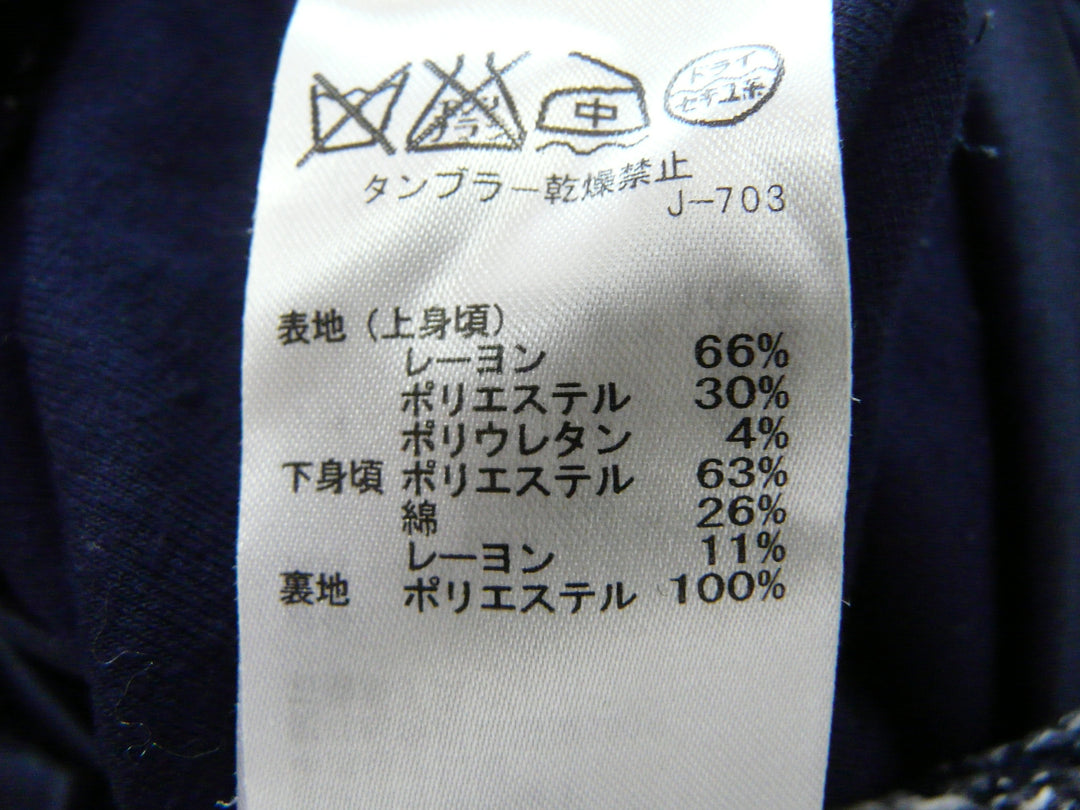 中
ドライ
セキユ系
タンブラー乾燥禁止
J-703
表地（上身頃）
レーヨン 66%
ポリエステル 30%
ポリウレタン 4%
下身頃 ポリエステル 63%
綿 26%
レーヨン 11%
裏地 ポリエステル 100%